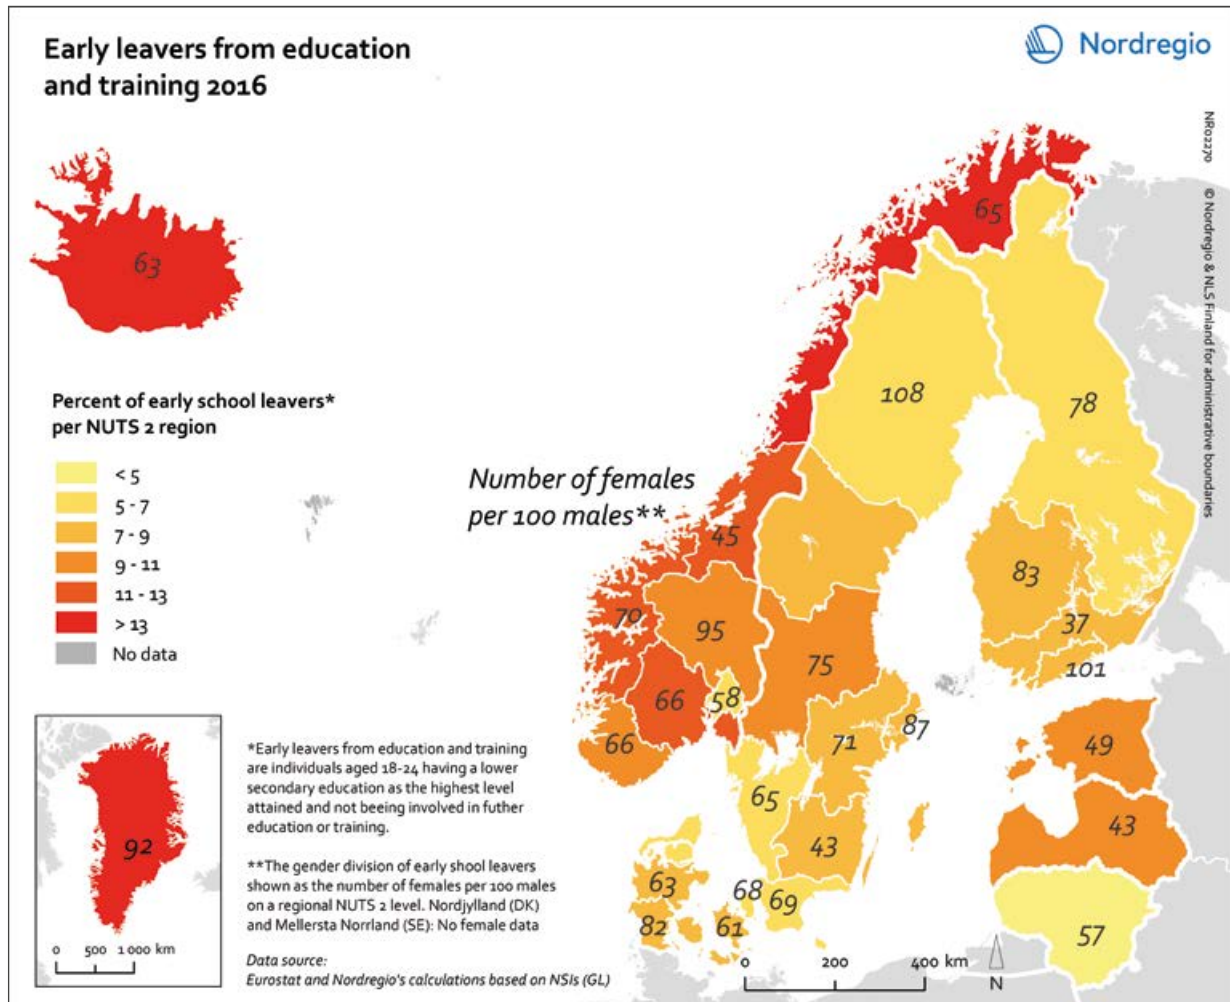 Early leavers from education
and training 2016
Nordregio
NR02270 © Nordregio & NLS Finland for administrative boundaries
63
65
108
78
Percent of early school leavers*
per NUTS 2 region
< 5
5 - 7
7 - 9
9 - 11
11 - 13
> 13
No data
Number of females
per 100 males**
45
83
70
95
37
75
101
66
58
66
71
87
49
65
43
43
63
68
69
82
61
57
92
0 500 1 000 km
*Early leavers from education and training
are individuals aged 18-24 having a lower
secondary education as the highest level
attained and not beeing involved in futher
education or training.
**The gender division of early shool leavers
shown as the number of females per 100 males
on a regional NUTS 2 level. Nordjylland (DK)
and Mellersta Norrland (SE): No female data
Data source:
Eurostat and Nordregio's calculations based on NSIs (GL)
0 200 400 km
N